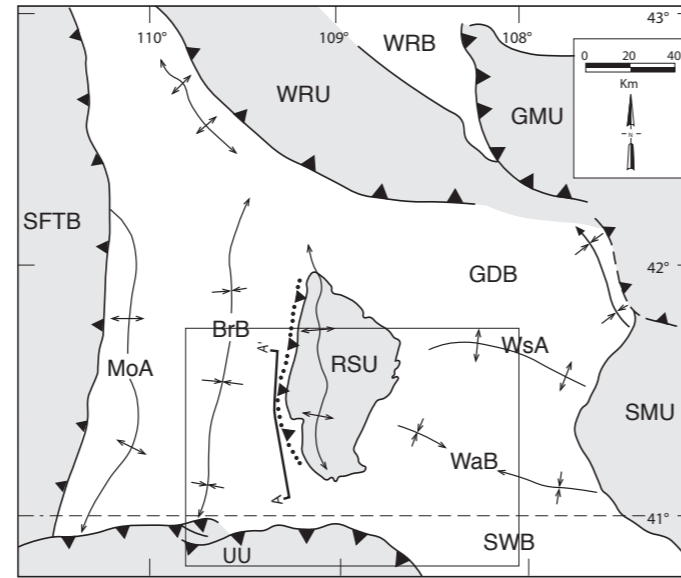 110°
109°
108°
43°
WRB
0 20 40
Km
N
WRU
GMU
SFTB
42°
GDB
BrB
A'
WsA
MoA
RSU
SMU
WaB
A
41°
SWB
UU